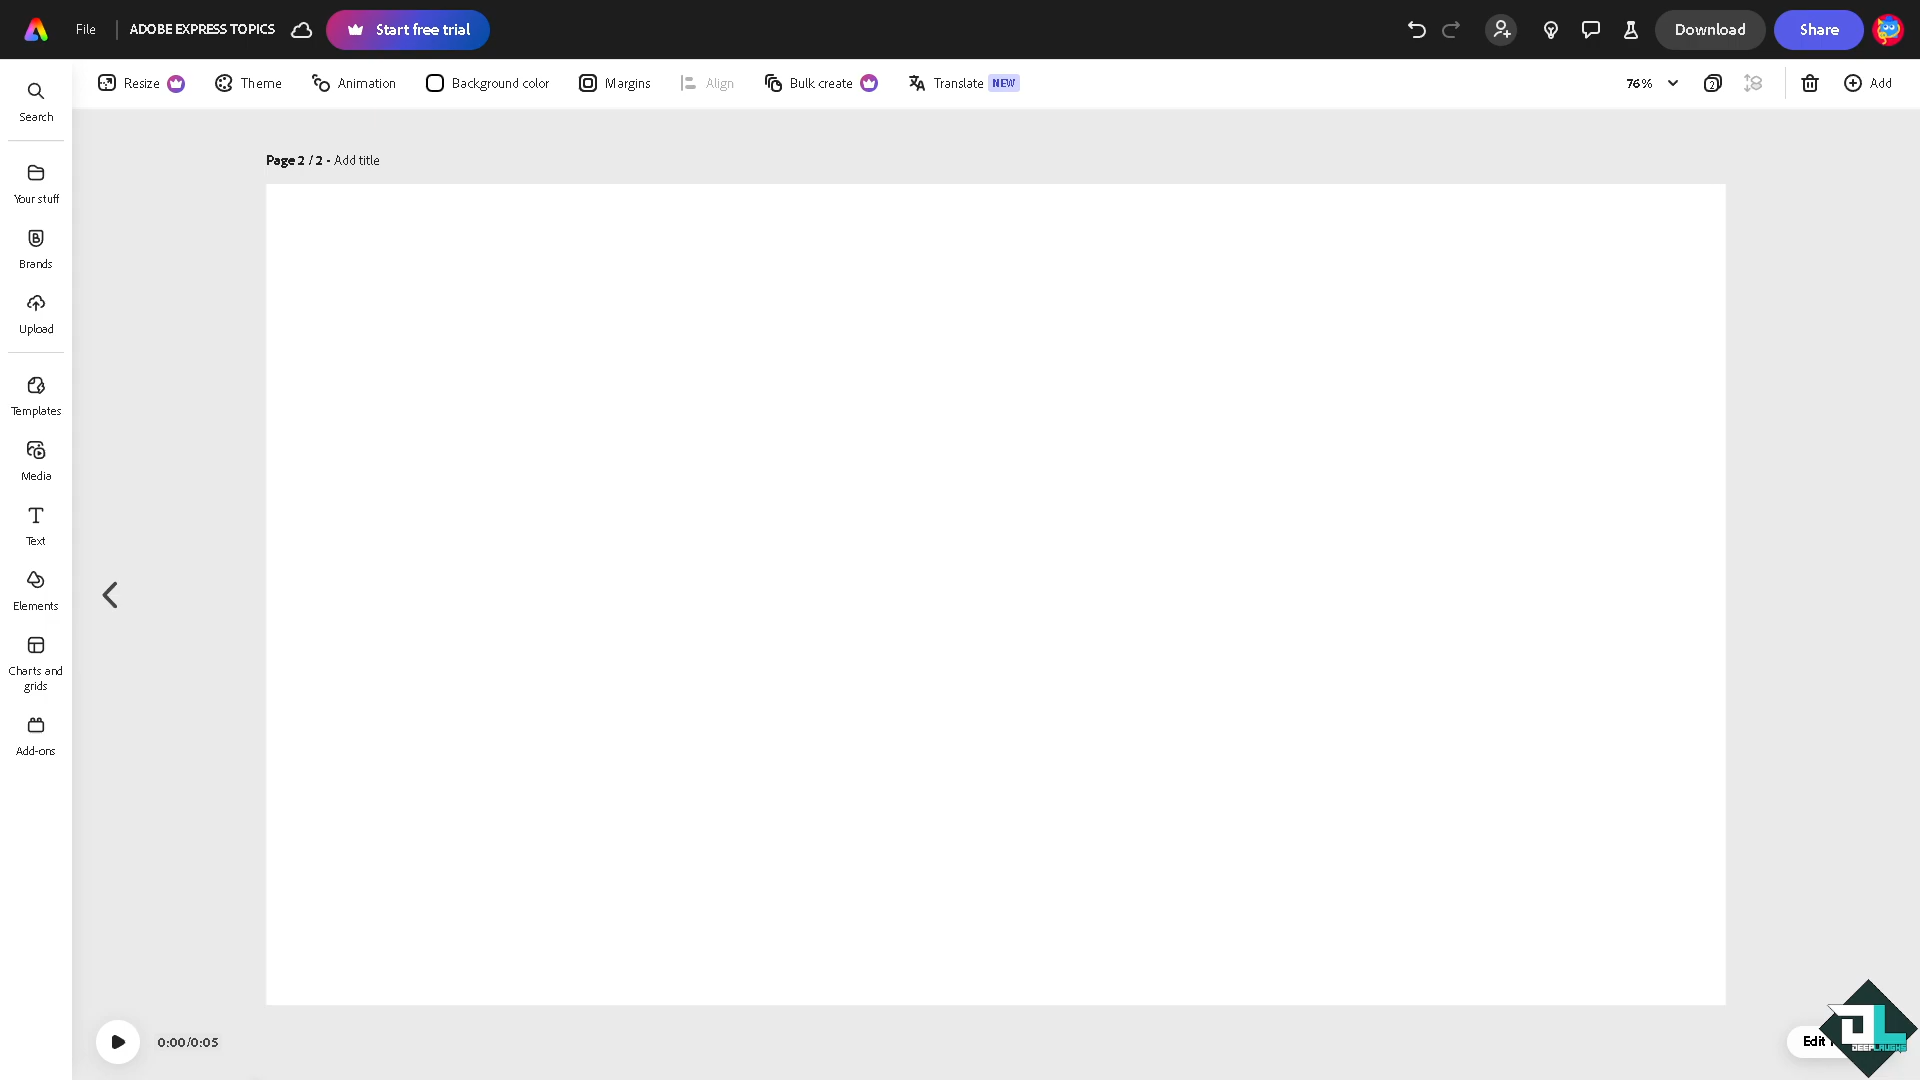 File
ADOBE EXPRESS TOPICS
Start free trial
Download
Share
Resize
Theme
Animation
Background color
Margins
Align
Bulk create
Translate NEW
76%
2
Add
Search
Your stuff
Brands
Upload
Templates
Media
Text
Elements
Charts and
grids
Add-ons
Page 2 / 2 - Add title
0:00/0:05
Edit
DEEPLAUGHS